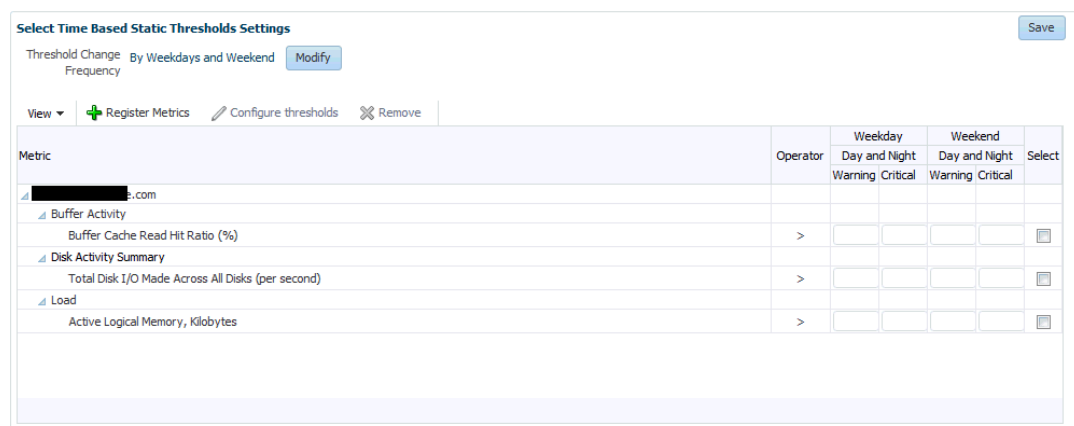 Select Time Based Static Thresholds Settings
Save
Threshold Change Frequency By Weekdays and Weekend Modify
View Register Metrics Configure thresholds Remove
Weekday Weekend
Metric Operator Day and Night Day and Night Select
Warning Critical Warning Critical
e.com
Buffer Activity
Buffer Cache Read Hit Ratio (%) >
Disk Activity Summary
Total Disk I/O Made Across All Disks (per second) >
Load
Active Logical Memory, Kilobytes >